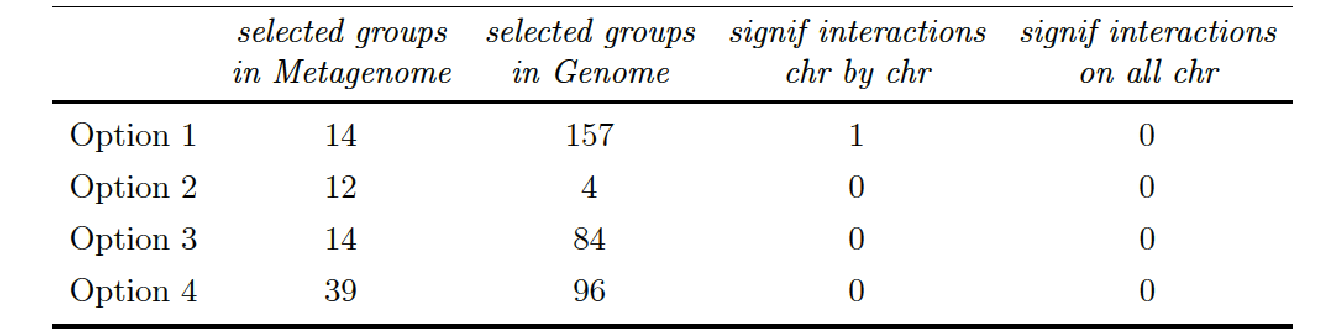 selected groups selected groups signif interactions signif interactions
in Metagenome in Genome chr by chr on all chr
Option 1 14 157 1 0
Option 2 12 4 0 0
Option 3 14 84 0 0
Option 4 39 96 0 0